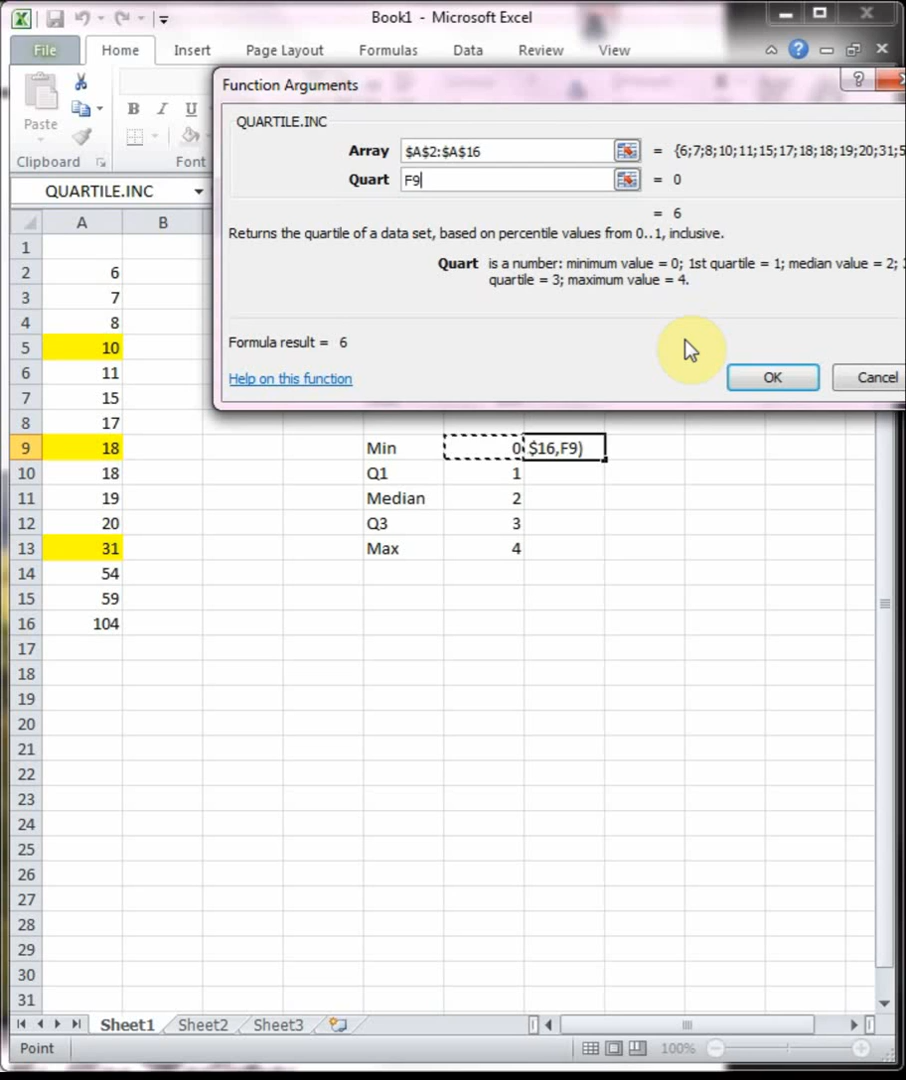 Book1 - Microsoft Excel
File Home Insert Page Layout Formulas Data Review View
Paste
B I U
Clipboard Font
Function Arguments
QUARTILE.INC
Array $A$2:$A$16 = {6;7;8;10;11;15;17;18;18;19;20;31;5
Quart F9 = 0
= 6
Returns the quartile of a data set, based on percentile values from 0..1, inclusive.
Quart is a number: minimum value = 0; 1st quartile = 1; median value = 2;
quartile = 3; maximum value = 4.
Formula result = 6
Help on this function
OK Cancel
QUARTILE.INC
A B
1
2 6
3 7
4 8
5 10
6 11
7 15
8 17
9 18 Min 0 $16,F9)
10 18 Q1 1
11 19 Median 2
12 20 Q3 3
13 31 Max 4
14 54
15 59
16 104
17
18
19
20
21
22
23
24
25
26
27
28
29
30
31
Sheet1 Sheet2 Sheet3
Point 100%